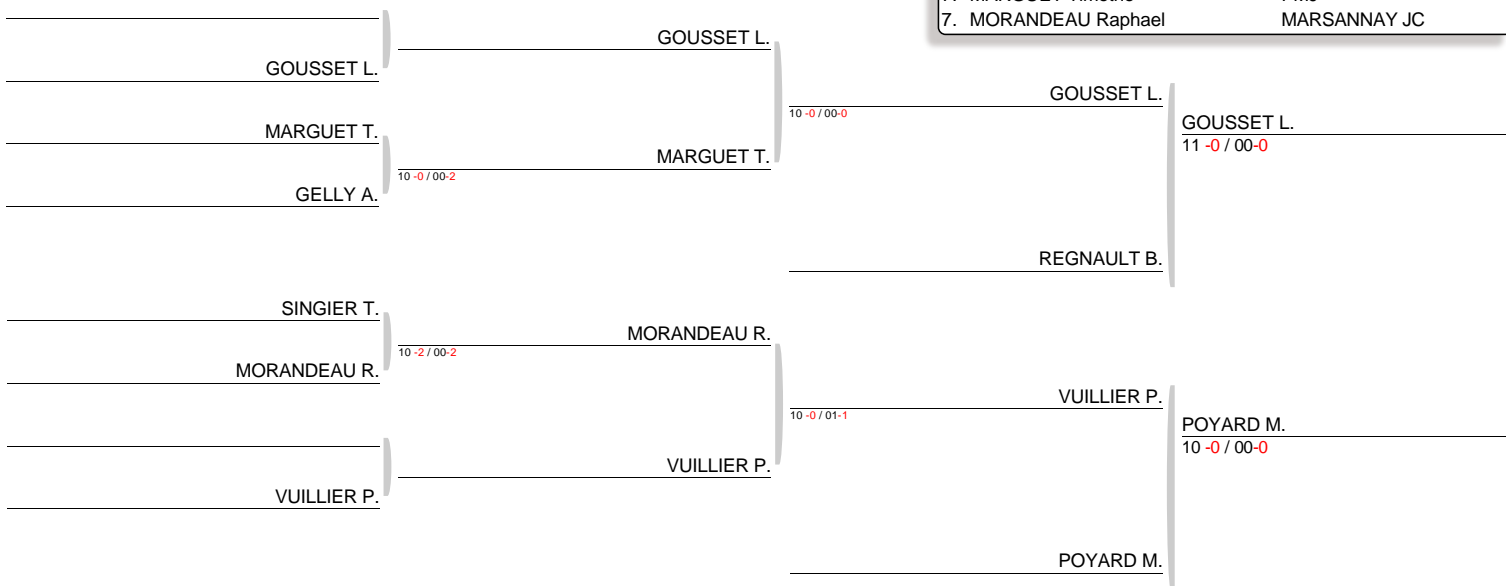 7. MORANDEAU Raphael MARSANNAY JC
GOUSSET L.
GOUSSET L.
GOUSSET L.
10 -0 / 00-0
GOUSSET L.
11 -0 / 00-0
MARGUET T.
MARGUET T.
10 -0 / 00-2
GELLY A.
REGNAULT B.
SINGIER T.
MORANDEAU R.
10 -2 / 00-2
MORANDEAU R.
VUILLIER P.
10 -0 / 01-1
POYARD M.
10 -0 / 00-0
VUILLIER P.
VUILLIER P.
POYARD M.